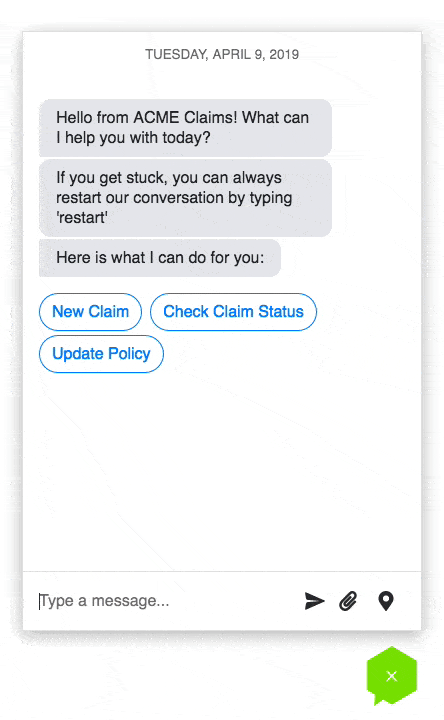 TUESDAY, APRIL 9, 2019
Hello from ACME Claims! What can
I help you with today?
If you get stuck, you can always
restart our conversation by typing
'restart'
Here is what I can do for you:
New Claim
Check Claim Status
Update Policy
Type a message...